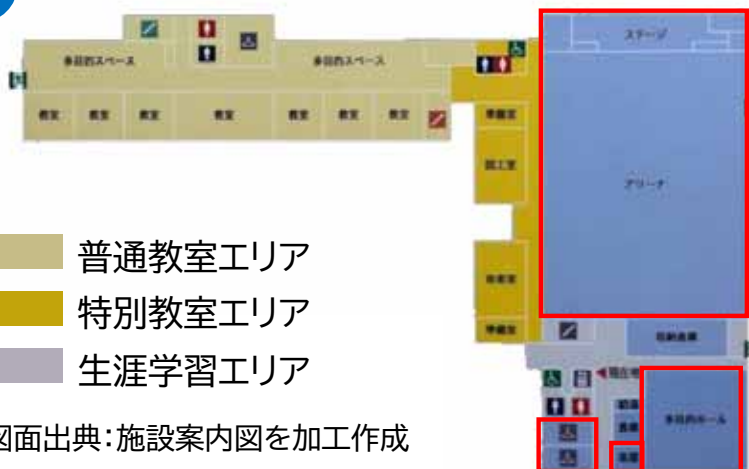 ステージ
多目的スペース 多目的スペース
教室 教室 教室 教室 教室 教室 教室
準備室
図工室
アリーナ
普通教室エリア
特別教室エリア
生涯学習エリア
準備室
現在地
多目的ホール
図面出典:施設案内図を加工作成